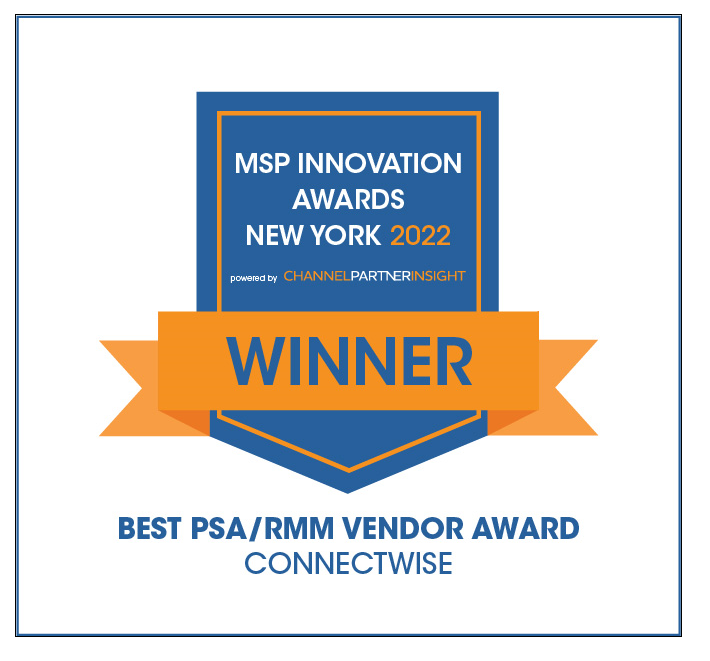 MSP INNOVATION
AWARDS
NEW YORK 2022
powered by CHANNELPARTNERINSIGHT
WINNER
BEST PSA/RMM VENDOR AWARD
CONNECTWISE